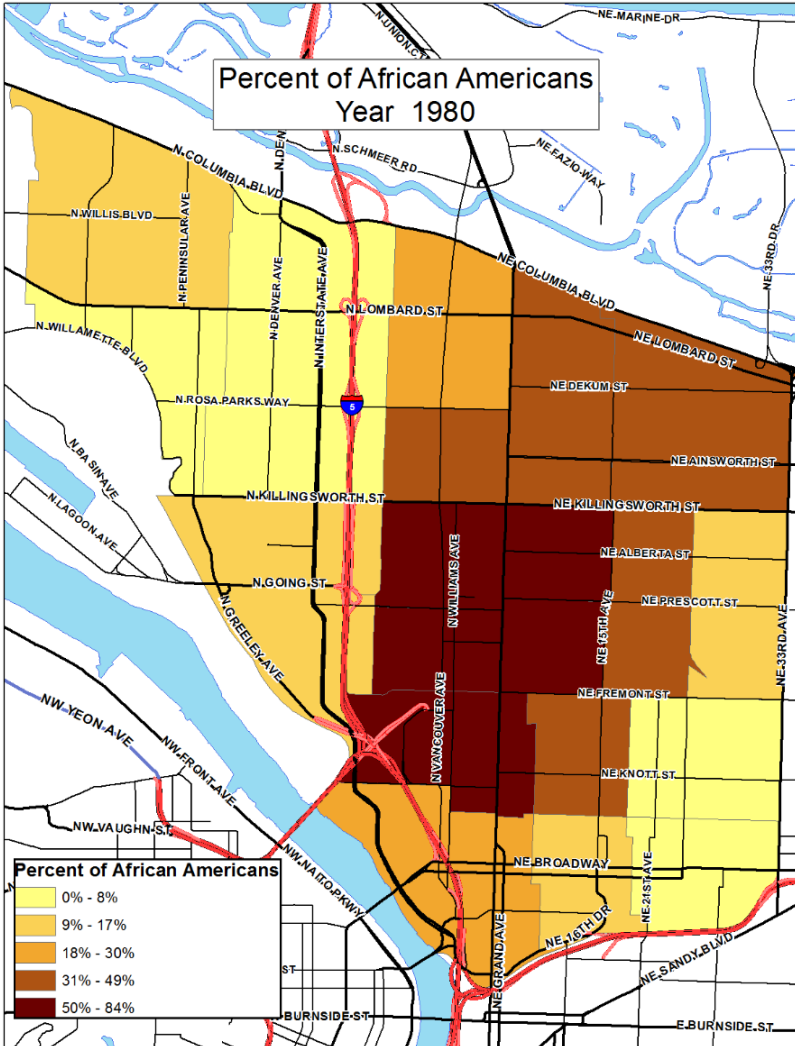 NE MARINE DR
N UNION CT
Percent of African Americans
Year 1980
N DEN
N SCHMEER RD
NE FAZIO WAY
N COLUMBIA BLVD
N WILLIS BLVD
N PENINSULAR AVE
NE 33RD DR
N DENVER AVE
N INTERSTATE AVE
NE COLUMBIA BLVD
N LOMBARD ST
NE LOMBARD ST
N WILLAMETTE BLVD
NE DEKUM ST
N ROSA PARKS WAY
5
N BASIN AVE
NE AINSWORTH ST
N LAGOON AVE
N KILLINGSWORTH ST
NE KILLINGSWORTH ST
NE ALBERTA ST
N WILLIAMS AVE
N GOING ST
NE PRESCOTT ST
NE 15TH AVE
NE 33RD AVE
N GREELEY AVE
NE FREMONT ST
NW YEON AVE
N VANCOUVER AVE
NW FRONT AVE
NE KNOTT ST
NW VAUGHN ST
NW NAITO PKWY
NE BROADWAY
NE 21ST AVE
NE GRAND AVE
NE 16TH DR
NE SANDY BLVD
Percent of African Americans
0% - 8%
9% - 17%
18% - 30%
31% - 49%
50% - 84%
ST
BURNSIDE ST
E BURNSIDE ST